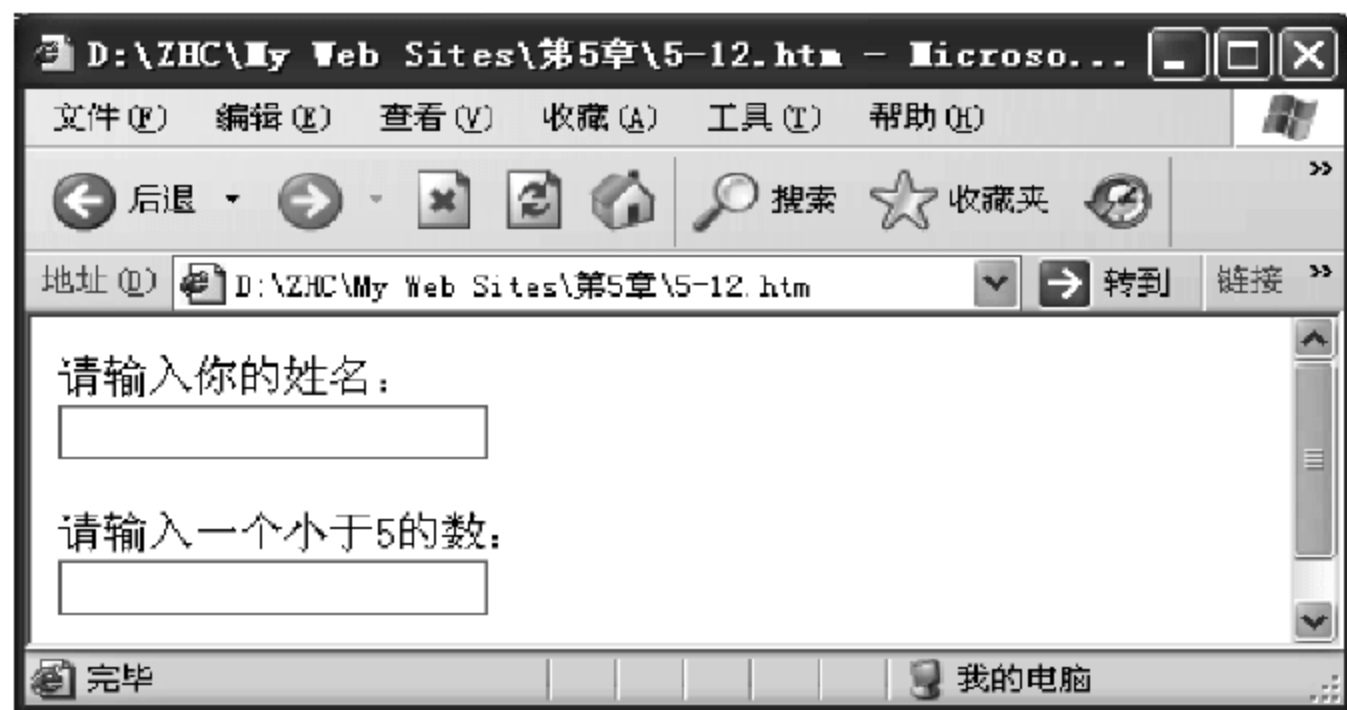 D:\ZHC\My Web Sites\第5章\5-12.htm - Microso...
文件(F) 编辑(E) 查看(V) 收藏(A) 工具(T) 帮助(H)
后退 搜索 收藏夹 »
地址(D) D:\ZHC\My Web Sites\第5章\5-12.htm 转到 链接 »
请输入你的姓名：
请输入一个小于5的数：
完毕 我的电脑